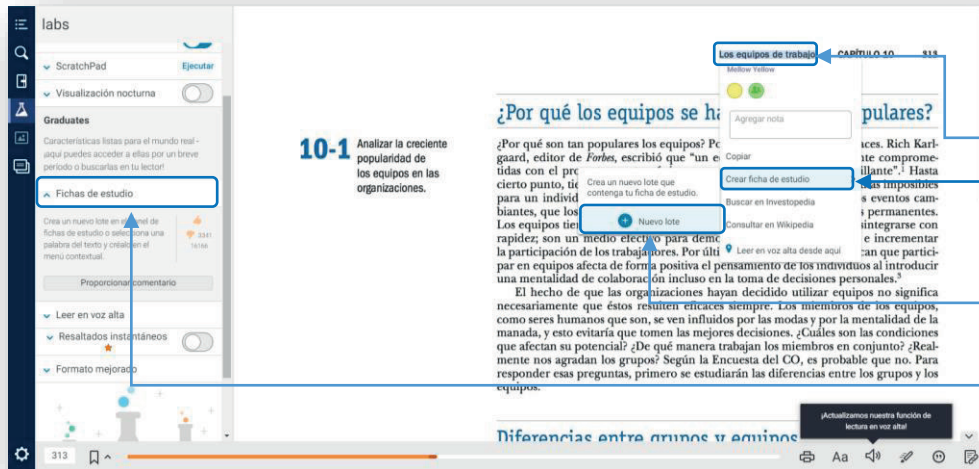 labs
ScratchPad Ejecutar
Visualización nocturna
Graduates
Características listas para el mundo real -
aquí puedes acceder a ellas por un breve
período o buscarlas en tu lector!
Fichas de estudio
Crea un nuevo lote en el panel de
fichas de estudio o selecciona una
palabra del texto y créalo en el
menú contextual.
3341
16166
Proporcionar comentario
Leer en voz alta
Resaltados instantáneos
Formato mejorado
313
Los equipos de trabajo CAPÍTULO 10 313
Mellow Yellow
Agregar nota
Copiar
Crear ficha de estudio
Buscar en Investopedia
Consultar en Wikipedia
Leer en voz alta desde aquí
Crea un nuevo lote que
contenga tu ficha de estudio.
Nuevo lote
10-1 Analizar la creciente
popularidad de
los equipos en las
organizaciones.
¿Por qué los equipos se ha pulares?
¿Por qué son tan populares los equipos? Po aces. Rich Karl-
gaard, editor de Forbes, escribió que "un e nte comprome-
tidas con el pro illante".1 Hasta
cierto punto, tie as imposibles
para un individ s eventos cam-
biantes, que los s permanentes.
Los equipos tie sintegrarse con
rapidez; son un medio efectivo para demo e incrementar
la participación de los trabajadores. Por últi can que partici-
par en equipos afecta de forma positiva el pensamiento de los individuos al introducir
una mentalidad de colaboración incluso en la toma de decisiones personales.3
El hecho de que las organizaciones hayan decidido utilizar equipos no significa
necesariamente que éstos resulten eficaces siempre. Los miembros de los equipos,
como seres humanos que son, se ven influidos por las modas y por la mentalidad de la
manada, y esto evitaría que tomen las mejores decisiones. ¿Cuáles son las condiciones
que afectan su potencial? ¿De qué manera trabajan los miembros en conjunto? ¿Real-
mente nos agradan los grupos? Según la Encuesta del CO, es probable que no. Para
responder esas preguntas, primero se estudiarán las diferencias entre los grupos y los
equipos.
Diferencias entre grupos y equipos
¡Actualizamos nuestra función de
lectura en voz alta!
Aa